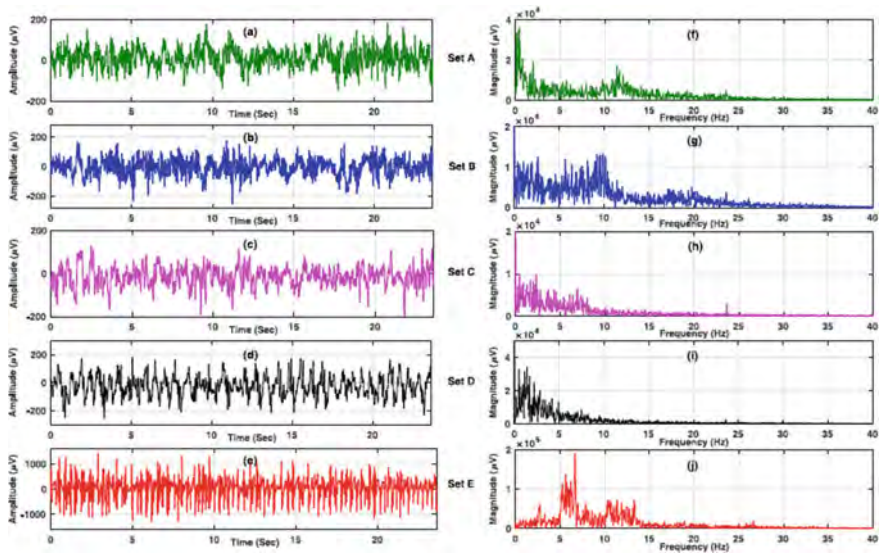 (a)
Amplitude (µV)
200
0
-200
0 5 10 15 20
Time (Sec)
Set A
(f)
Magnitude (µV)
×10⁴
4
2
0
0 5 10 15 20 25 30 35 40
Frequency (Hz)
(b)
Amplitude (µV)
200
0
-200
0 5 10 15 20
Time (Sec)
Set B
(g)
Magnitude (µV)
×10⁴
2
1
0
0 5 10 15 20 25 30 35 40
Frequency (Hz)
(c)
Amplitude (µV)
200
0
-200
0 5 10 15 20
Time (Sec)
Set C
(h)
Magnitude (µV)
×10⁴
2
1
0
0 5 10 15 20 25 30 35 40
Frequency (Hz)
(d)
Amplitude (µV)
200
0
-200
0 5 10 15 20
Time (Sec)
Set D
(i)
Magnitude (µV)
×10⁴
4
2
0
0 5 10 15 20 25 30 35 40
Frequency (Hz)
(e)
Amplitude (µV)
1000
0
-1000
0 5 10 15 20
Time (Sec)
Set E
(j)
Magnitude (µV)
×10⁵
2
1
0
0 5 10 15 20 25 30 35 40
Frequency (Hz)